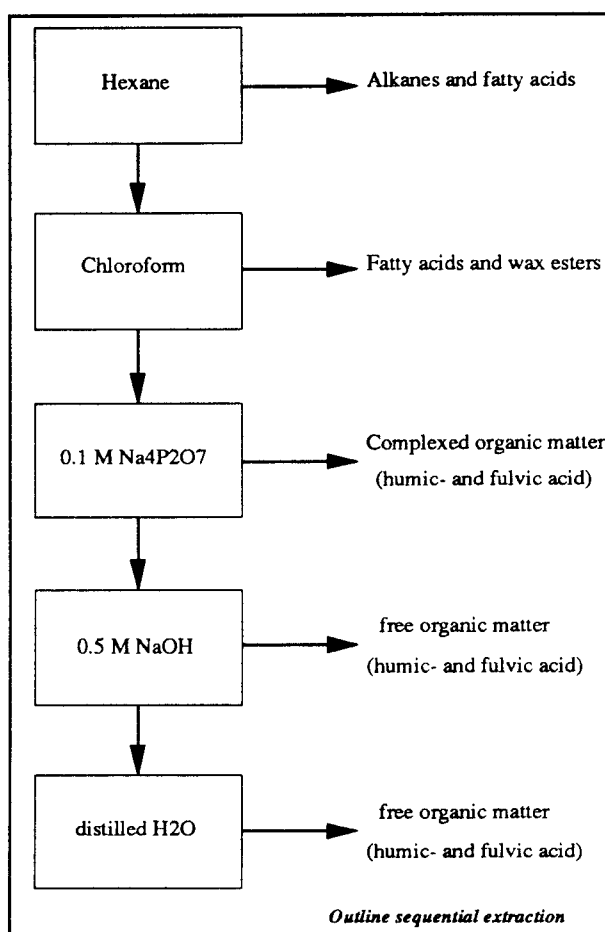 Hexane
Alkanes and fatty acids
Chloroform
Fatty acids and wax esters
0.1 M Na4P2O7
Complexed organic matter
(humic- and fulvic acid)
0.5 M NaOH
free organic matter
(humic- and fulvic acid)
distilled H2O
free organic matter
(humic- and fulvic acid)
Outline sequential extraction